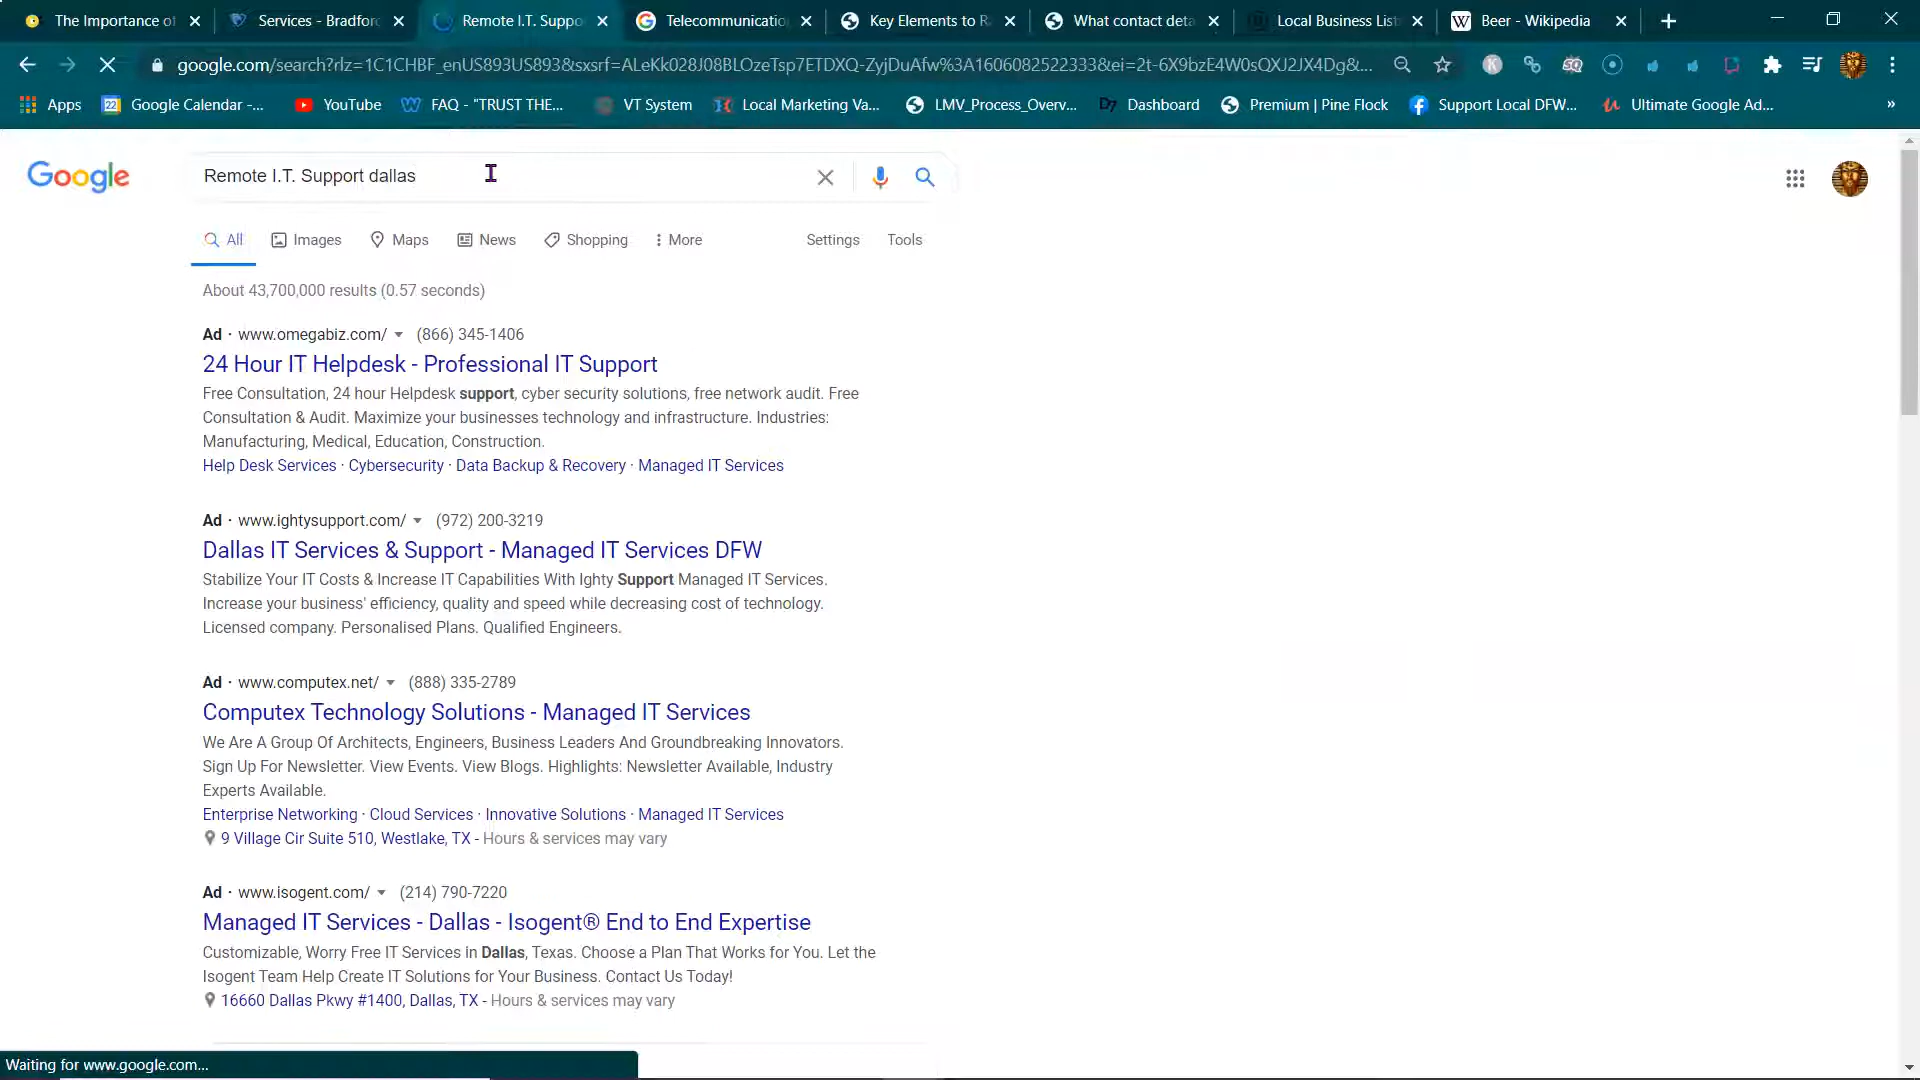 The Importance of
Services - Bradford
Remote I.T. Suppo
Telecommunicatio
Key Elements to R
What contact deta
Local Business List
Beer - Wikipedia
google.com/search?rlz=1C1CHBF_enUS893US893&sxsrf=ALeKk028J08BLOzeTsp7ETDXQ-ZyjDuAfw%3A1606082522333&ei=2t-6X9bzE4W0sQXJ2JX4Dg&...
Apps
Google Calendar -...
YouTube
FAQ - "TRUST THE...
VT System
Local Marketing Va...
LMV_Process_Overv...
Dashboard
Premium | Pine Flock
Support Local DFW...
Ultimate Google Ad...
»
Google
Remote I.T. Support dallas
All
Images
Maps
News
Shopping
More
Settings
Tools
About 43,700,000 results (0.57 seconds)
Ad · www.omegabiz.com/ (866) 345-1406
24 Hour IT Helpdesk - Professional IT Support
Free Consultation, 24 hour Helpdesk support, cyber security solutions, free network audit. Free
Consultation & Audit. Maximize your businesses technology and infrastructure. Industries:
Manufacturing, Medical, Education, Construction.
Help Desk Services · Cybersecurity · Data Backup & Recovery · Managed IT Services
Ad · www.ightysupport.com/ (972) 200-3219
Dallas IT Services & Support - Managed IT Services DFW
Stabilize Your IT Costs & Increase IT Capabilities With Ighty Support Managed IT Services.
Increase your business' efficiency, quality and speed while decreasing cost of technology.
Licensed company. Personalised Plans. Qualified Engineers.
Ad · www.computex.net/ (888) 335-2789
Computex Technology Solutions - Managed IT Services
We Are A Group Of Architects, Engineers, Business Leaders And Groundbreaking Innovators.
Sign Up For Newsletter. View Events. View Blogs. Highlights: Newsletter Available, Industry
Experts Available.
Enterprise Networking · Cloud Services · Innovative Solutions · Managed IT Services
9 Village Cir Suite 510, Westlake, TX - Hours & services may vary
Ad · www.isogent.com/ (214) 790-7220
Managed IT Services - Dallas - Isogent® End to End Expertise
Customizable, Worry Free IT Services in Dallas, Texas. Choose a Plan That Works for You. Let the
Isogent Team Help Create IT Solutions for Your Business. Contact Us Today!
16660 Dallas Pkwy #1400, Dallas, TX - Hours & services may vary
Waiting for www.google.com...